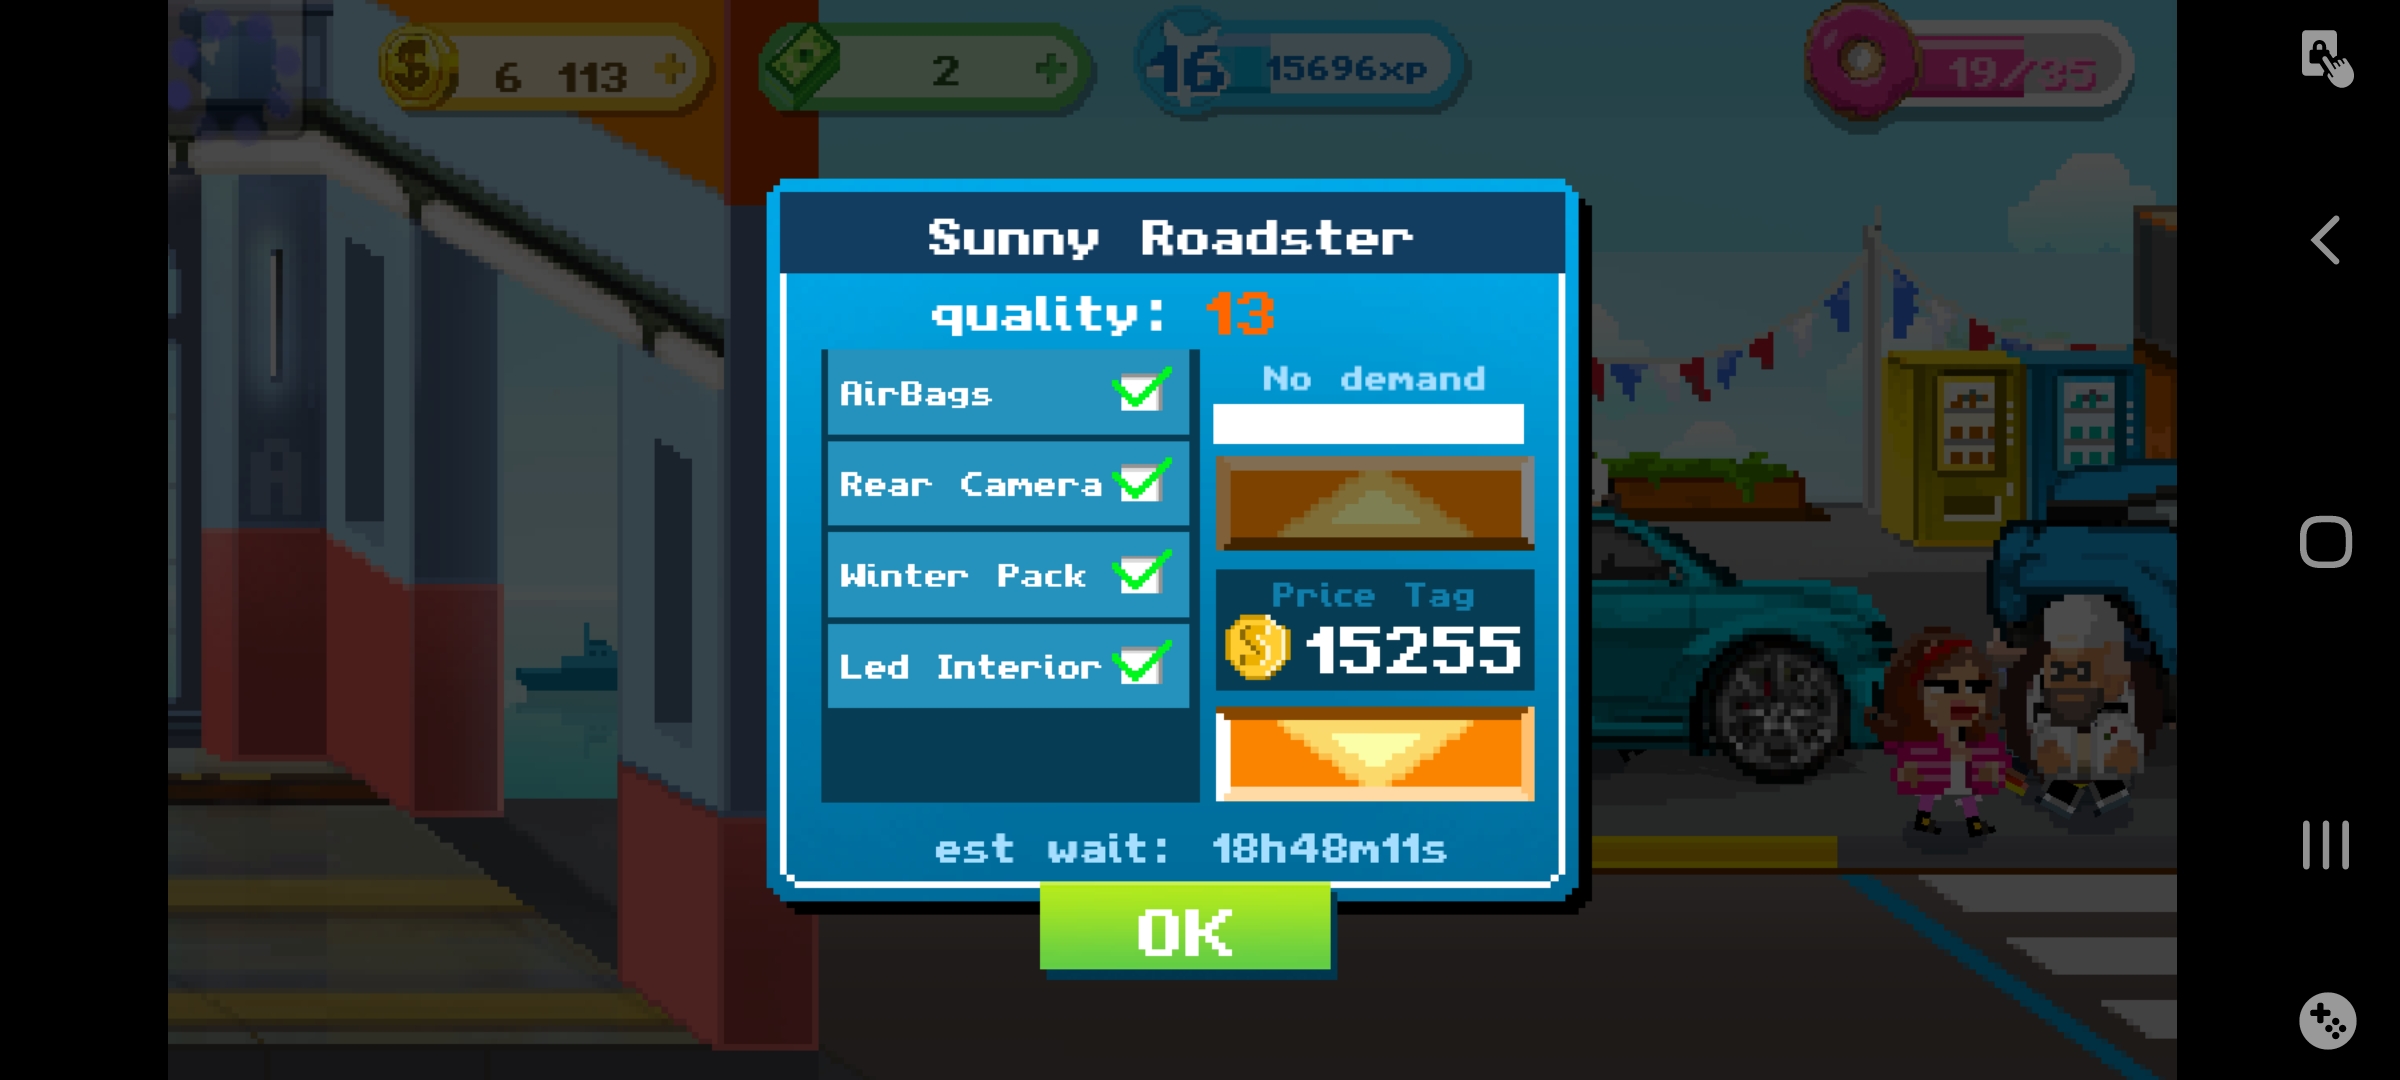 6 113 +
2 +
16 15696xp
19/35
Sunny Roadster
quality: 13
AirBags
Rear Camera
Winter Pack
Led Interior
No demand
Price Tag
15255
est wait: 18h48m11s
OK